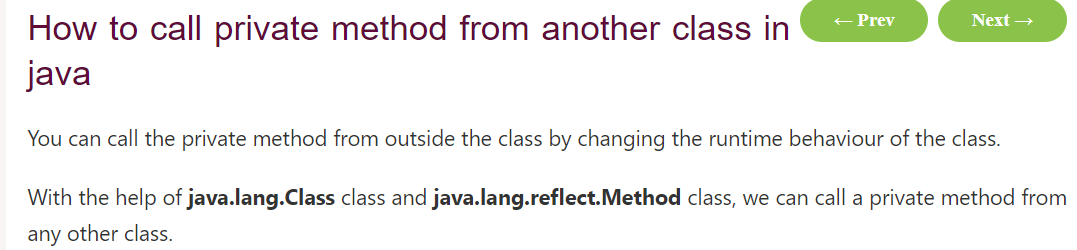 How to call private method from another class in
java
← Prev
Next →
You can call the private method from outside the class by changing the runtime behaviour of the class.
With the help of java.lang.Class class and java.lang.reflect.Method class, we can call a private method from
any other class.